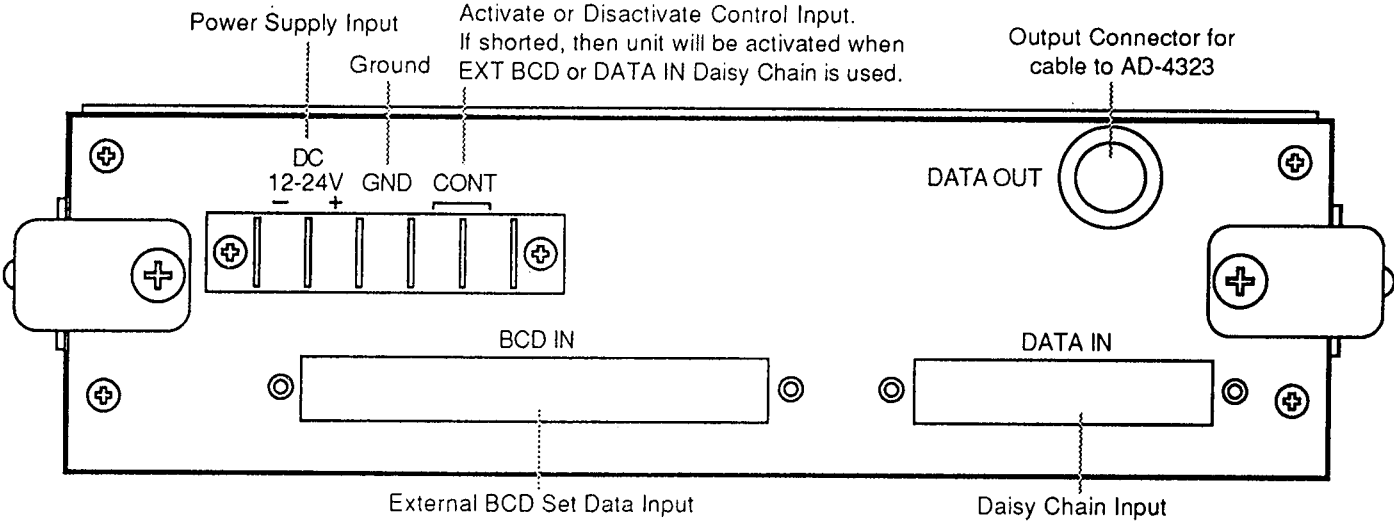 Power Supply Input
Ground
Activate or Disactivate Control Input.
If shorted, then unit will be activated when
EXT BCD or DATA IN Daisy Chain is used.
Output Connector for
cable to AD-4323
DC
12-24V GND CONT
− +
DATA OUT
BCD IN
DATA IN
External BCD Set Data Input
Daisy Chain Input